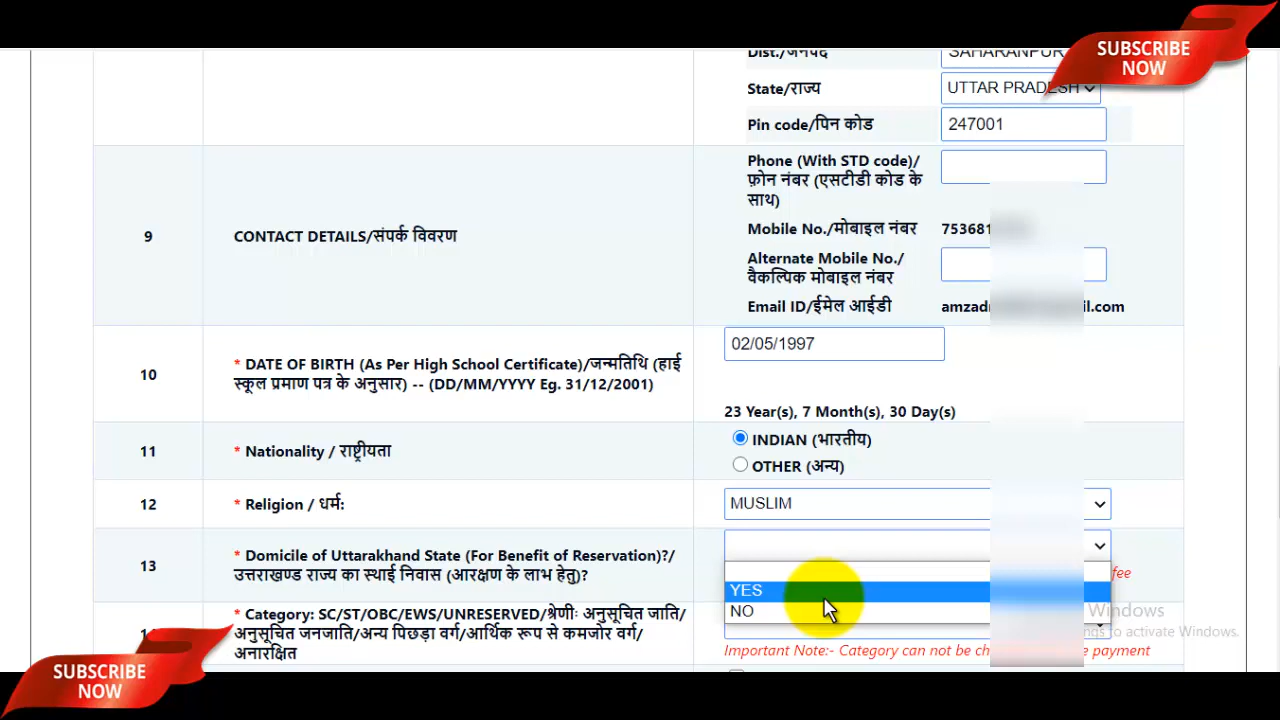 Dist./जनपद
SAHARANPUR
SUBSCRIBE
NOW
State/राज्य
UTTAR PRADESH
Pin code/पिन कोड
247001
9
CONTACT DETAILS/संपर्क विवरण
Phone (With STD code)/
फ़ोन नंबर (एसटीडी कोड के
साथ)
Mobile No./मोबाइल नंबर
753681
Alternate Mobile No./
वैकल्पिक मोबाइल नंबर
Email ID/ईमेल आईडी
amzad il.com
10
* DATE OF BIRTH (As Per High School Certificate)/जन्मतिथि (हाई
स्कूल प्रमाण पत्र के अनुसार) -- (DD/MM/YYYY Eg. 31/12/2001)
02/05/1997
23 Year(s), 7 Month(s), 30 Day(s)
11
* Nationality / राष्ट्रीयता
INDIAN (भारतीय)
OTHER (अन्य)
12
* Religion / धर्म:
MUSLIM
13
* Domicile of Uttarakhand State (For Benefit of Reservation)?/
उत्तराखण्ड राज्य का स्थाई निवास (आरक्षण के लाभ हेतु)?
fee
YES
NO
* Category: SC/ST/OBC/EWS/UNRESERVED/श्रेणीः अनुसूचित जाति/
अनुसूचित जनजाति/अन्य पिछड़ा वर्ग/आर्थिक रूप से कमजोर वर्ग/
अनारक्षित
Windows
to activate Windows.
Important Note:- Category can not be payment
SUBSCRIBE
NOW